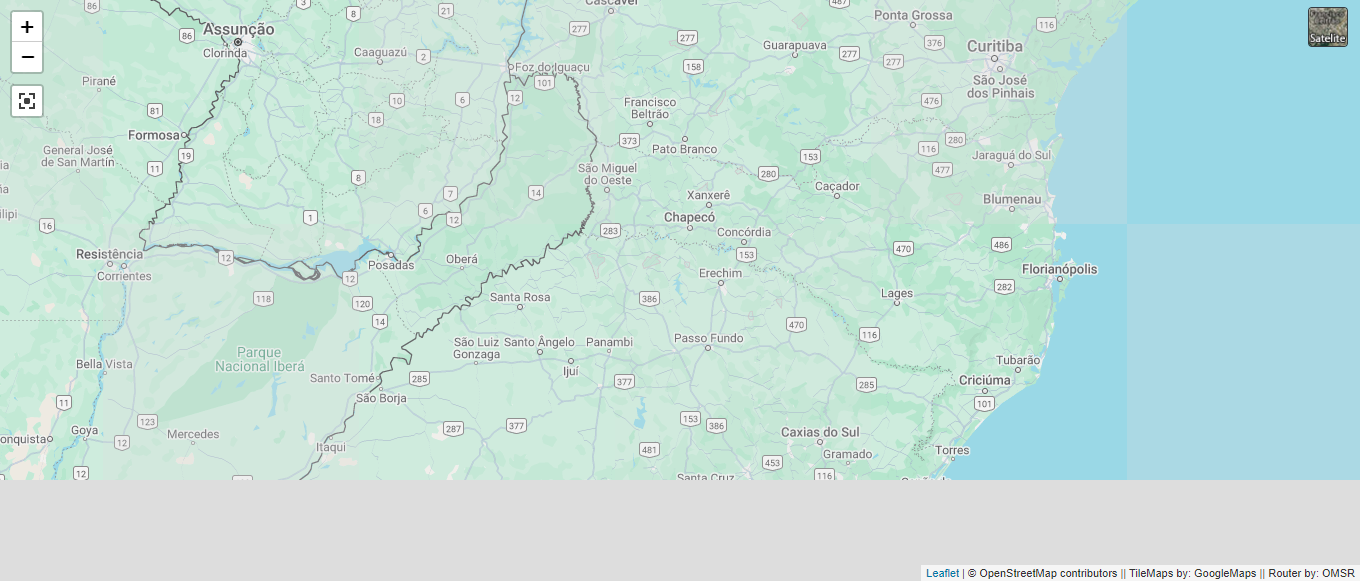 +
−
Satelite
Cascavel
3
8
21
487
86
Assunção
Clorinda
86
277
277
Ponta Grossa
116
376
Curitiba
Caaguazú
2
Guarapuava
277
277
Foz do Iguaçu
158
São José
dos Pinhais
Pirané
101
12
10
6
81
18
Francisco
Beltrão
476
Formosa
373
Pato Branco
280
116
General José
de San Martín
19
11
153
Jaraguá do Sul
São Miguel
do Oeste
280
477
8
14
7
Xanxerê
Caçador
Blumenau
ilipi
16
1
6
12
Chapecó
283
Concórdia
153
470
486
Resistência
12
Posadas
Oberá
Corrientes
12
Erechim
Florianópolis
282
Lages
118
120
Santa Rosa
386
14
470
116
Passo Fundo
São Luiz
Gonzaga
Santo Ângelo
Panambi
Parque
Nacional Iberá
Bella Vista
Ijuí
Tubarão
Santo Tomé
285
377
285
Criciúma
São Borja
101
11
123
Goya
12
onquista
Mercedes
287
377
153
386
Caxias do Sul
Itaqui
481
Gramado
Torres
453
12
116
Santa Cruz
Leaflet | © OpenStreetMap contributors || TileMaps by: GoogleMaps || Router by: OMSR